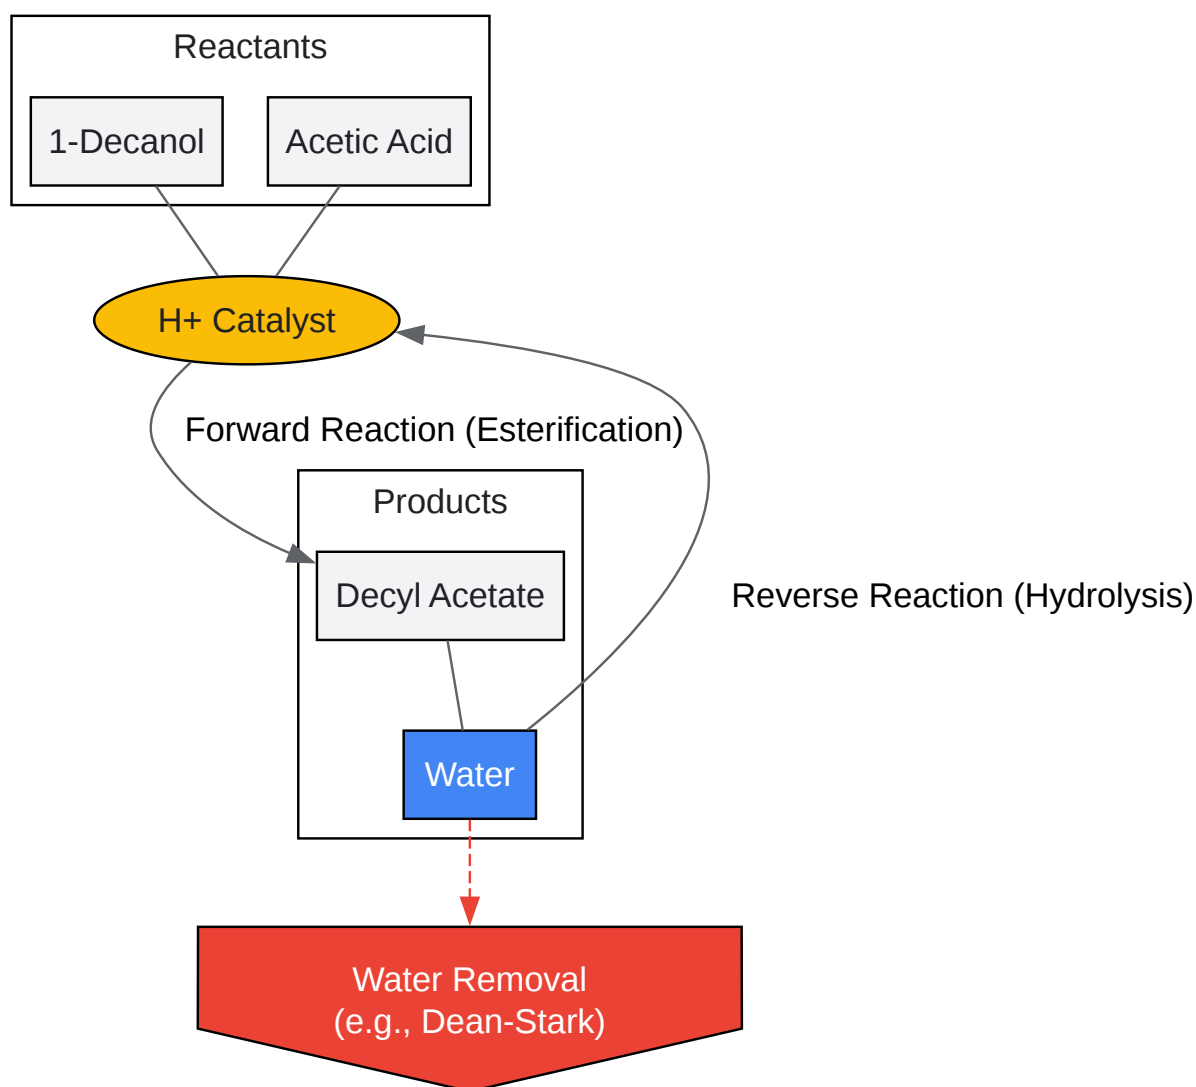 Reactants
1-Decanol
Acetic Acid
H+ Catalyst
Forward Reaction (Esterification)
Products
Decyl Acetate
Reverse Reaction (Hydrolysis)
Water
Water Removal
(e.g., Dean-Stark)